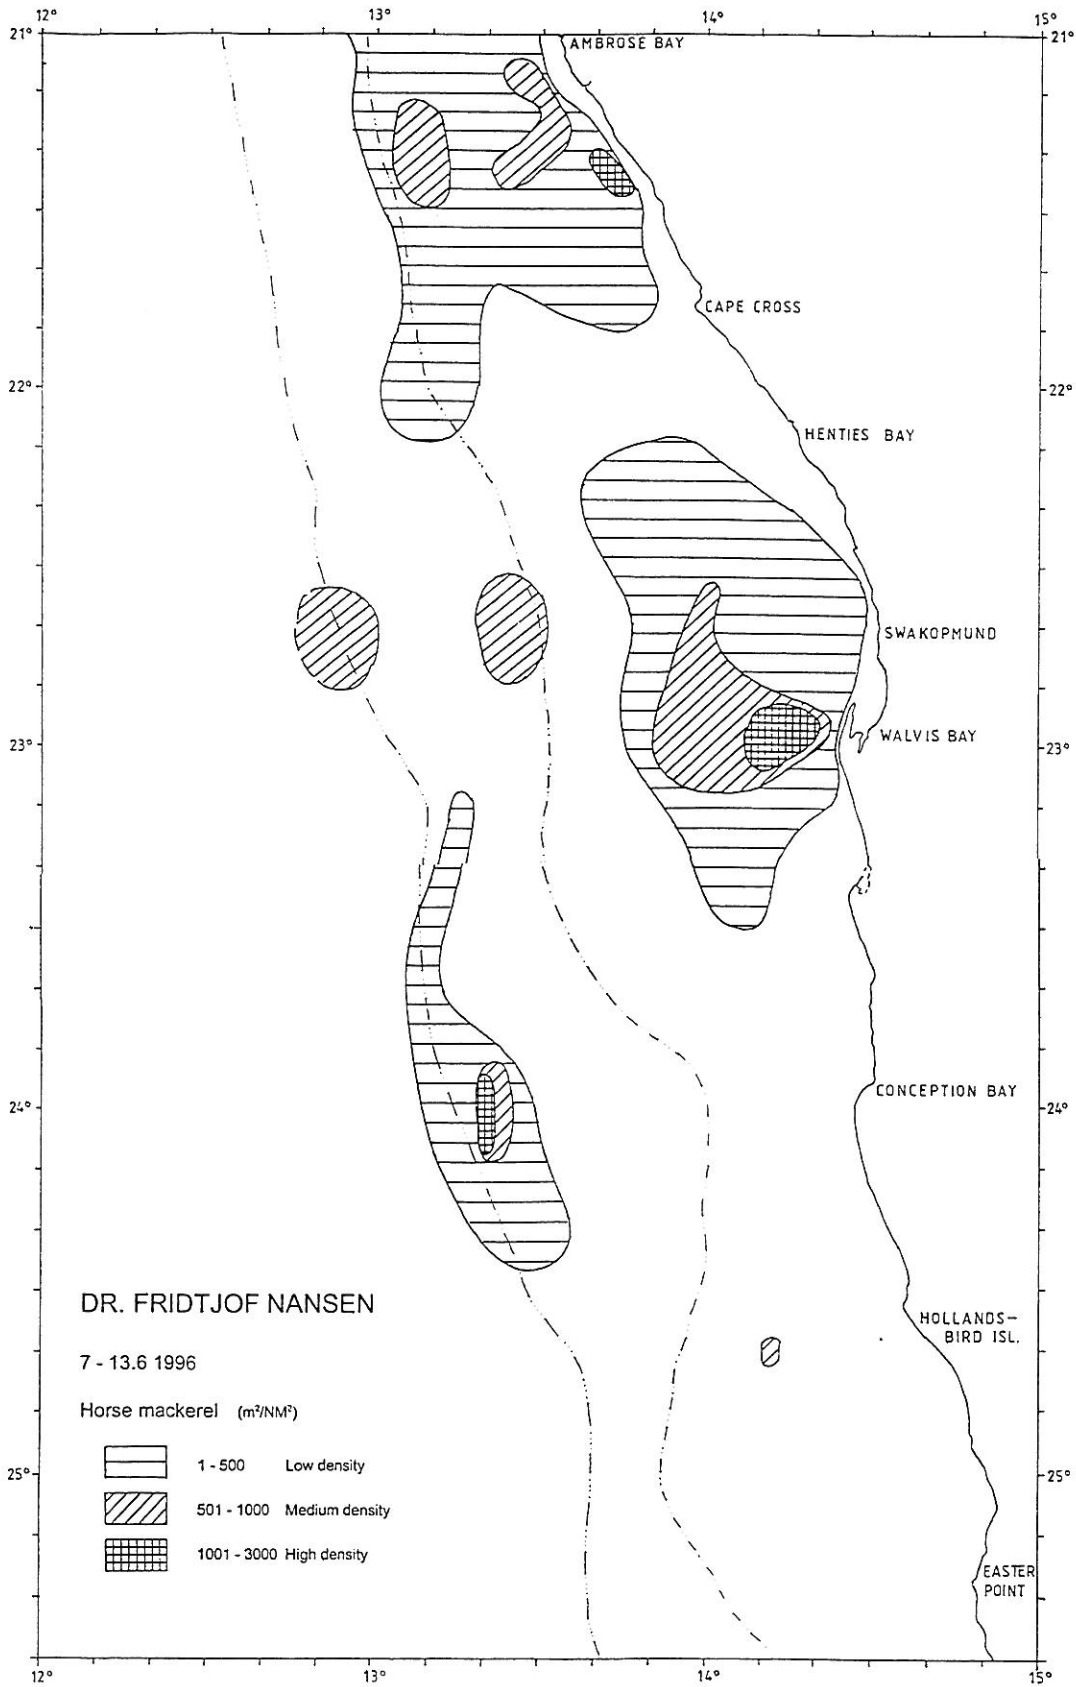 12° 13° 14° 15°
21° 21°
AMBROSE BAY
CAPE CROSS
22° 22°
HENTIES BAY
SWAKOPMUND
WALVIS BAY
23° 23°
CONCEPTION BAY
24° 24°
DR. FRIDTJOF NANSEN
HOLLANDS-
BIRD ISL.
7 - 13.6 1996
Horse mackerel (m²/NM²)
1 - 500 Low density
25° 25°
501 - 1000 Medium density
1001 - 3000 High density
EASTER
POINT
12° 13° 14° 15°